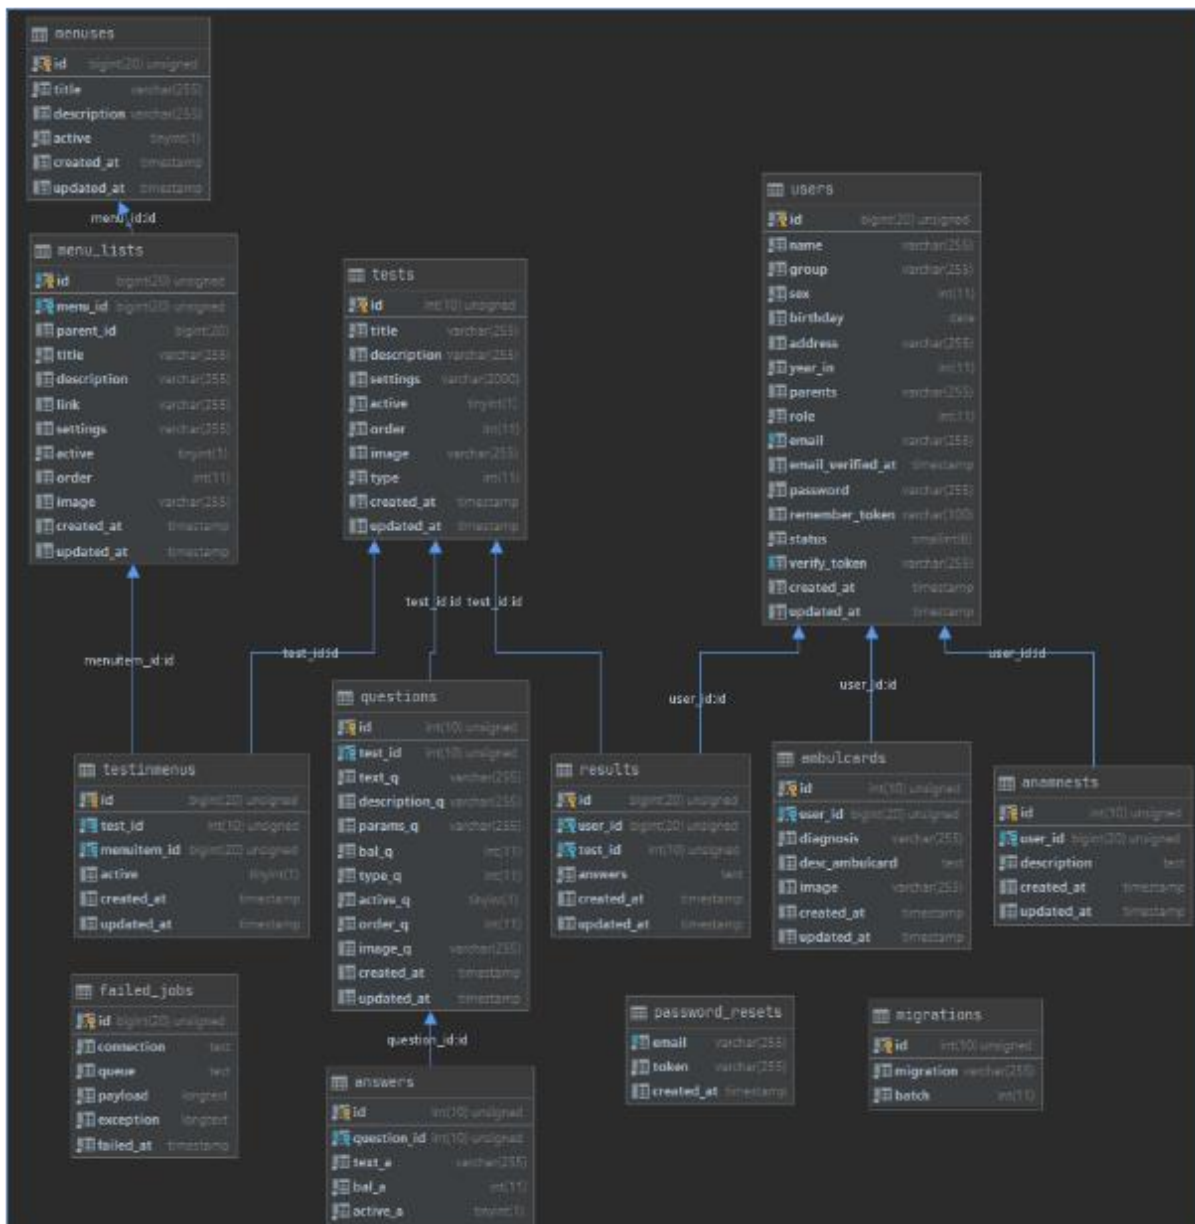 menuses
id bigint(20) unsigned
title varchar(255)
description varchar(255)
active tinyint(1)
created_at timestamp
updated_at timestamp
menu_id:id
menu_lists
id bigint(20) unsigned
menu_id bigint(20) unsigned
parent_id bigint(20)
title varchar(255)
description varchar(255)
link varchar(255)
settings varchar(255)
active tinyint(1)
order int(11)
image varchar(255)
created_at timestamp
updated_at timestamp
menuitem_id:id
tests
id int(10) unsigned
title varchar(255)
description varchar(255)
settings varchar(2000)
active tinyint(1)
order int(11)
image varchar(255)
type int(11)
created_at timestamp
updated_at timestamp
test_id:id
test_id:id
test_id:id
users
id bigint(20) unsigned
name varchar(255)
group varchar(255)
sex int(11)
birthday date
address varchar(255)
year_in int(11)
parents varchar(255)
role int(11)
email varchar(255)
email_verified_at timestamp
password varchar(255)
remember_token varchar(100)
status smallint(6)
verify_token varchar(255)
created_at timestamp
updated_at timestamp
user_id:id
user_id:id
user_id:id
testinmenus
id bigint(20) unsigned
test_id int(10) unsigned
menuitem_id bigint(20) unsigned
active tinyint(1)
created_at timestamp
updated_at timestamp
questions
id int(10) unsigned
test_id int(10) unsigned
text_q varchar(255)
description_q varchar(255)
params_q varchar(255)
bal_q int(11)
type_q int(11)
active_q tinyint(1)
order_q int(11)
image_q varchar(255)
created_at timestamp
updated_at timestamp
question_id:id
results
id bigint(20) unsigned
user_id bigint(20) unsigned
test_id int(10) unsigned
answers text
created_at timestamp
updated_at timestamp
ambulcards
id int(10) unsigned
user_id bigint(20) unsigned
diagnosis varchar(255)
desc_ambulcard text
image varchar(255)
created_at timestamp
updated_at timestamp
anamnests
id int(10) unsigned
user_id bigint(20) unsigned
description text
created_at timestamp
updated_at timestamp
failed_jobs
id bigint(20) unsigned
connection text
queue text
payload longtext
exception longtext
failed_at timestamp
answers
id int(10) unsigned
question_id int(10) unsigned
text_a varchar(255)
bal_a int(11)
active_a tinyint(1)
password_resets
email varchar(255)
token varchar(255)
created_at timestamp
migrations
id int(10) unsigned
migration varchar(255)
batch int(11)